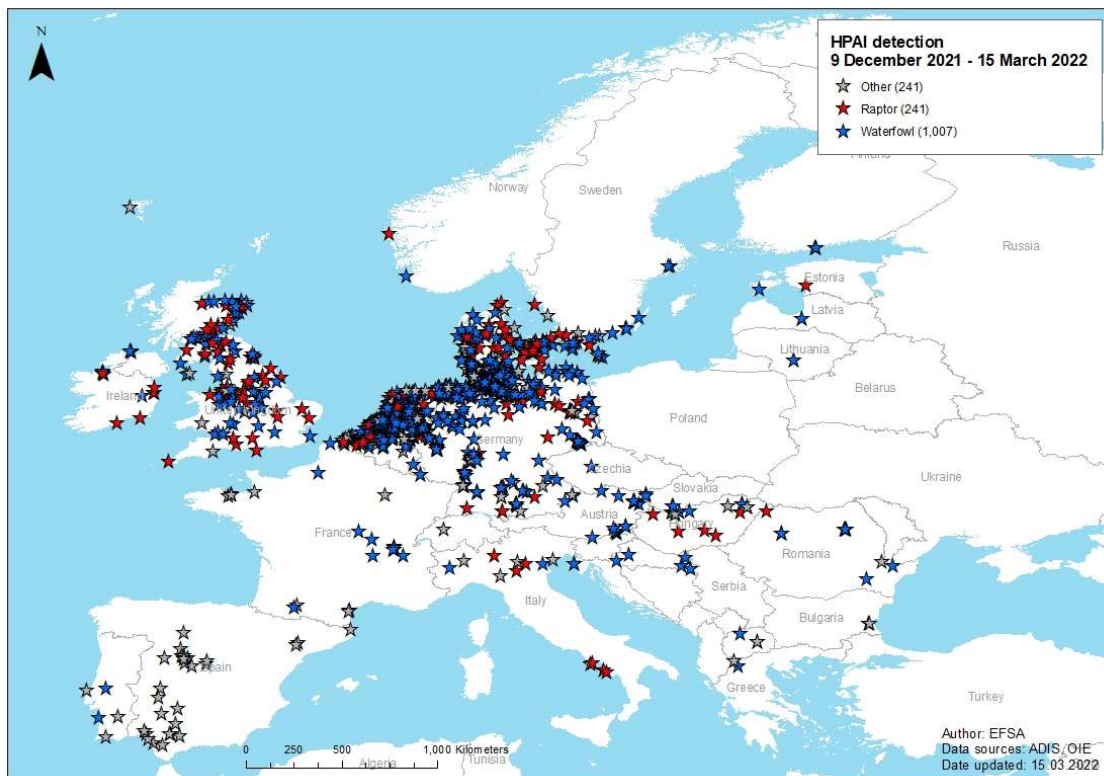 N
HPAI detection
9 December 2021 - 15 March 2022
Other (241)
Raptor (241)
Waterfowl (1,007)
Finland
Norway
Sweden
Russia
Estonia
Latvia
Lithuania
Belarus
Ireland
United Kingdom
Poland
Germany
Ukraine
Czechia
Slovakia
Austria
Hungary
France
Romania
Italy
Serbia
Bulgaria
Spain
Greece
Turkey
0 250 500 1,000 Kilometers
Algeria
Tunisia
Author: EFSA
Data sources: ADIS, OIE
Date updated: 15.03.2022